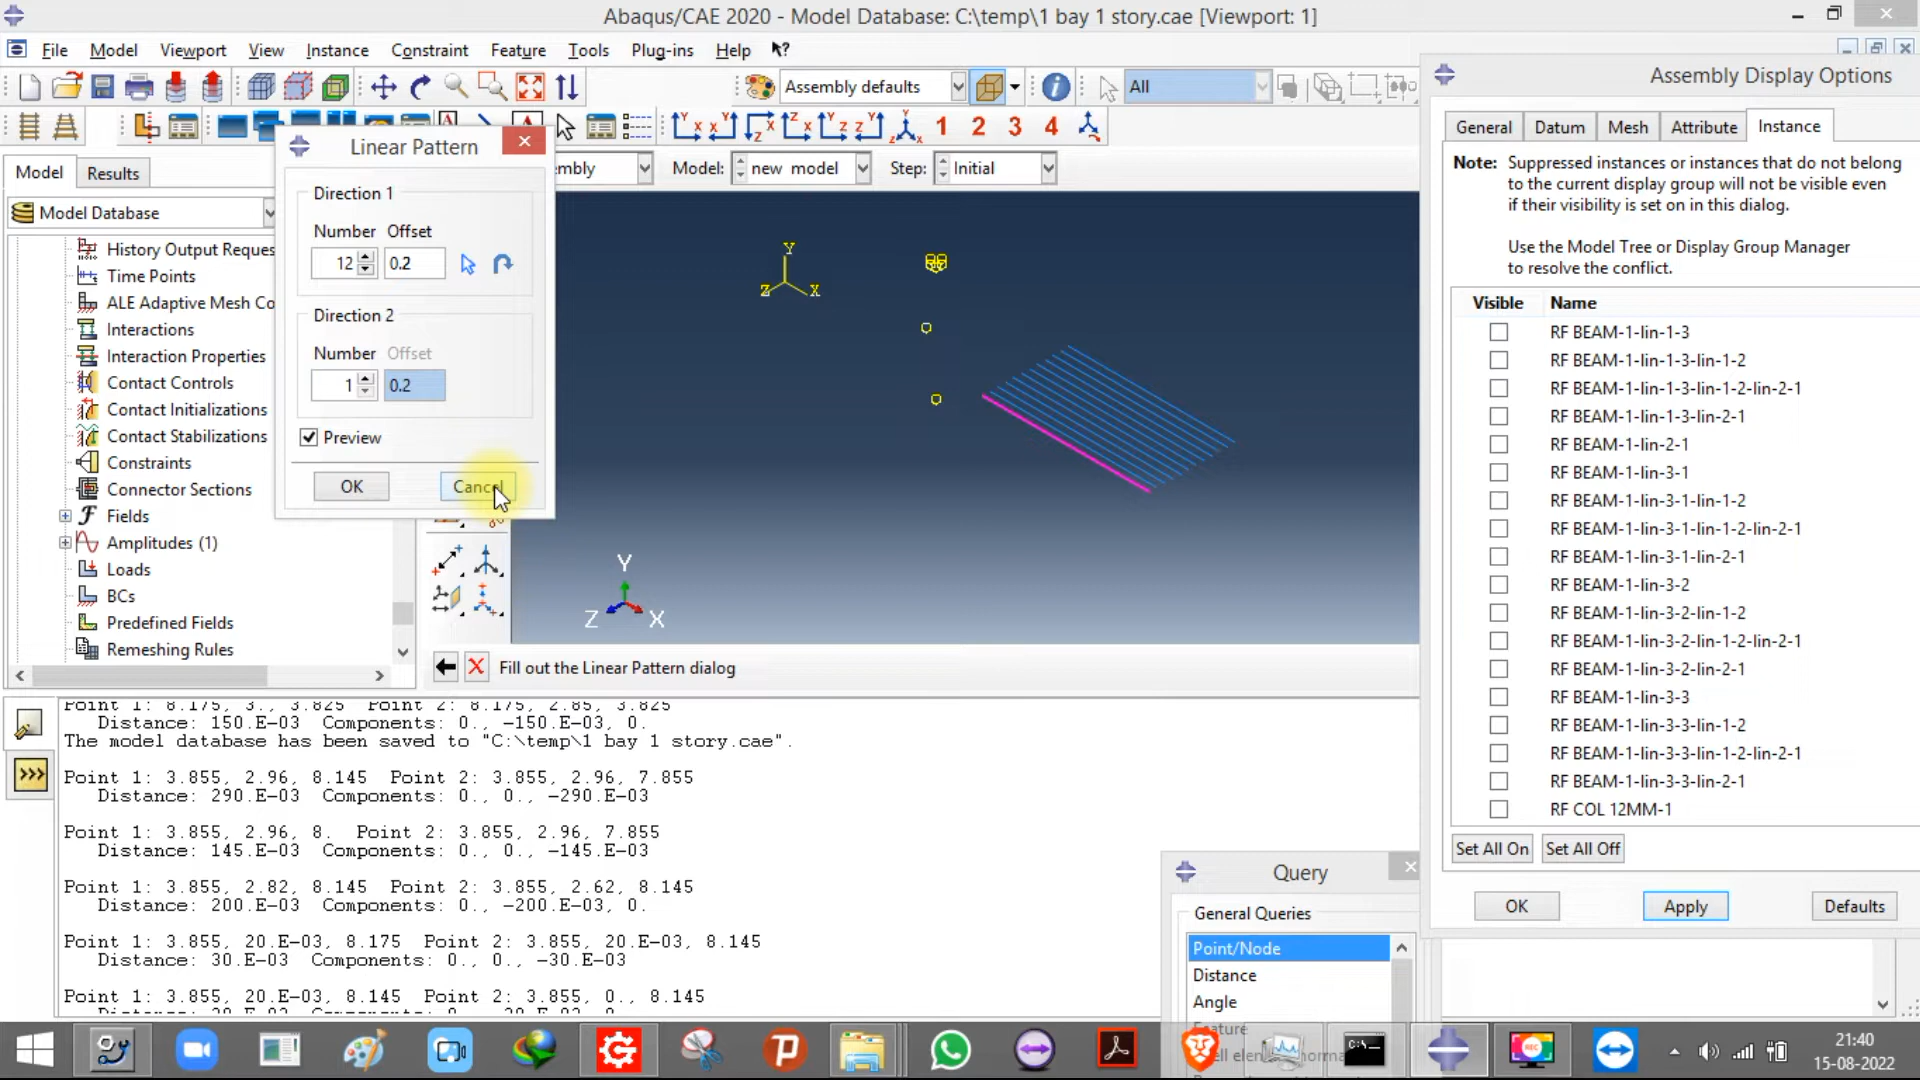 Abaqus/CAE 2020 - Model Database: C:\temp\1 bay 1 story.cae [Viewport: 1]
File Model Viewport View Instance Constraint Feature Tools Plug-ins Help
Assembly defaults
All
1 2 3 4
Model Results
Model: new model Step: Initial
Model Database
History Output Reques
Time Points
ALE Adaptive Mesh Co
Interactions
Interaction Properties
Contact Controls
Contact Initializations
Contact Stabilizations
Constraints
Connector Sections
Fields
Amplitudes (1)
Loads
BCs
Predefined Fields
Remeshing Rules
Linear Pattern
Direction 1
Number Offset
12 0.2
Direction 2
Number Offset
1 0.2
Preview
OK Cancel
Y
Z X
Y
Z X
Fill out the Linear Pattern dialog
Assembly Display Options
General Datum Mesh Attribute Instance
Note: Suppressed instances or instances that do not belong
to the current display group will not be visible even
if their visibility is set on in this dialog.
Use the Model Tree or Display Group Manager
to resolve the conflict.
Visible Name
RF BEAM-1-lin-1-3
RF BEAM-1-lin-1-3-lin-1-2
RF BEAM-1-lin-1-3-lin-1-2-lin-2-1
RF BEAM-1-lin-1-3-lin-2-1
RF BEAM-1-lin-2-1
RF BEAM-1-lin-3-1
RF BEAM-1-lin-3-1-lin-1-2
RF BEAM-1-lin-3-1-lin-1-2-lin-2-1
RF BEAM-1-lin-3-1-lin-2-1
RF BEAM-1-lin-3-2
RF BEAM-1-lin-3-2-lin-1-2
RF BEAM-1-lin-3-2-lin-1-2-lin-2-1
RF BEAM-1-lin-3-2-lin-2-1
RF BEAM-1-lin-3-3
RF BEAM-1-lin-3-3-lin-1-2
RF BEAM-1-lin-3-3-lin-1-2-lin-2-1
RF BEAM-1-lin-3-3-lin-2-1
RF COL 12MM-1
Set All On Set All Off
OK Apply Defaults
Point 1: 8.175, 3., 3.825 Point 2: 8.175, 2.85, 3.825
Distance: 150.E-03 Components: 0., -150.E-03, 0.
The model database has been saved to "C:\temp\1 bay 1 story.cae".
Point 1: 3.855, 2.96, 8.145 Point 2: 3.855, 2.96, 7.855
Distance: 290.E-03 Components: 0., 0., -290.E-03
Point 1: 3.855, 2.96, 8. Point 2: 3.855, 2.96, 7.855
Distance: 145.E-03 Components: 0., 0., -145.E-03
Point 1: 3.855, 2.82, 8.145 Point 2: 3.855, 2.62, 8.145
Distance: 200.E-03 Components: 0., -200.E-03, 0.
Point 1: 3.855, 20.E-03, 8.175 Point 2: 3.855, 20.E-03, 8.145
Distance: 30.E-03 Components: 0., 0., -30.E-03
Point 1: 3.855, 20.E-03, 8.145 Point 2: 3.855, 0., 8.145
Query
General Queries
Point/Node
Distance
Angle
Feature
21:40
15-08-2022